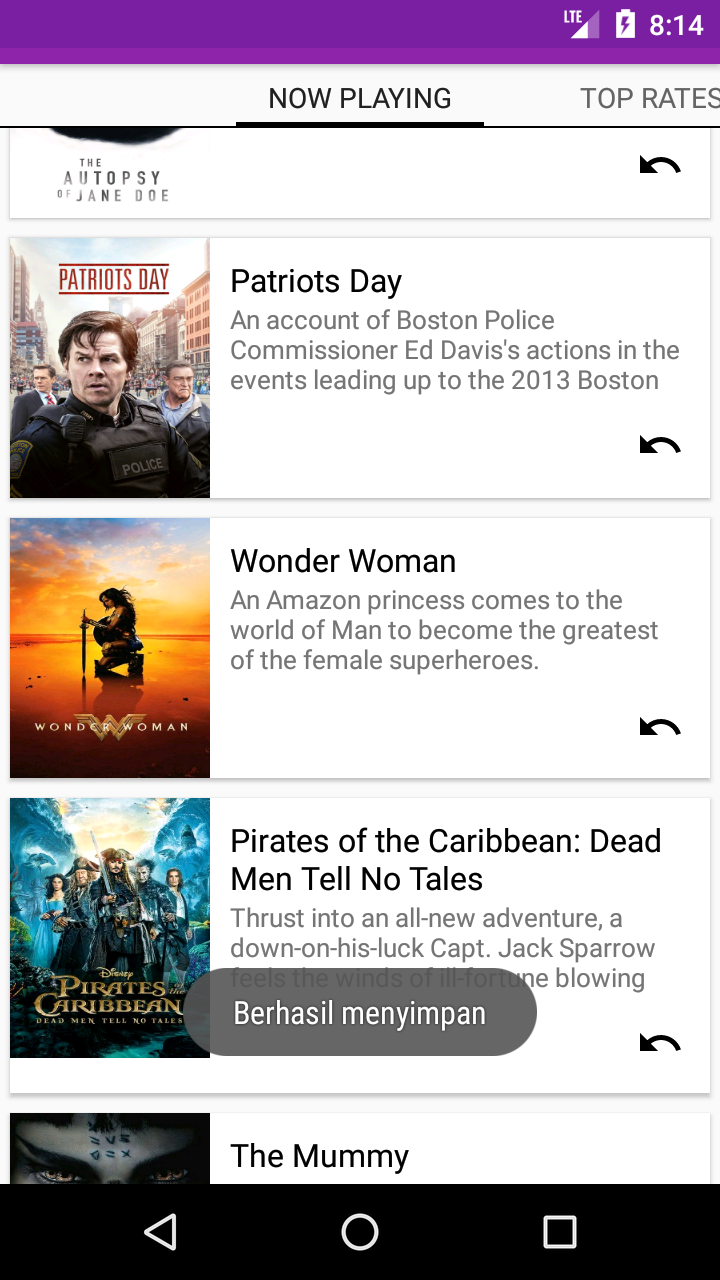 LTE 8:14
NOW PLAYING TOP RATES
THE
AUTOPSY
OF JANE DOE
PATRIOTS DAY
POLICE
Patriots Day
An account of Boston Police
Commissioner Ed Davis's actions in the
events leading up to the 2013 Boston
WONDER WOMAN
Wonder Woman
An Amazon princess comes to the
world of Man to become the greatest
of the female superheroes.
Disney
PIRATES of the
CARIBBEAN
DEAD MEN TELL NO TALES
Pirates of the Caribbean: Dead
Men Tell No Tales
Thrust into an all-new adventure, a
down-on-his-luck Capt. Jack Sparrow
feels the winds of ill-fortune blowing
Berhasil menyimpan
The Mummy